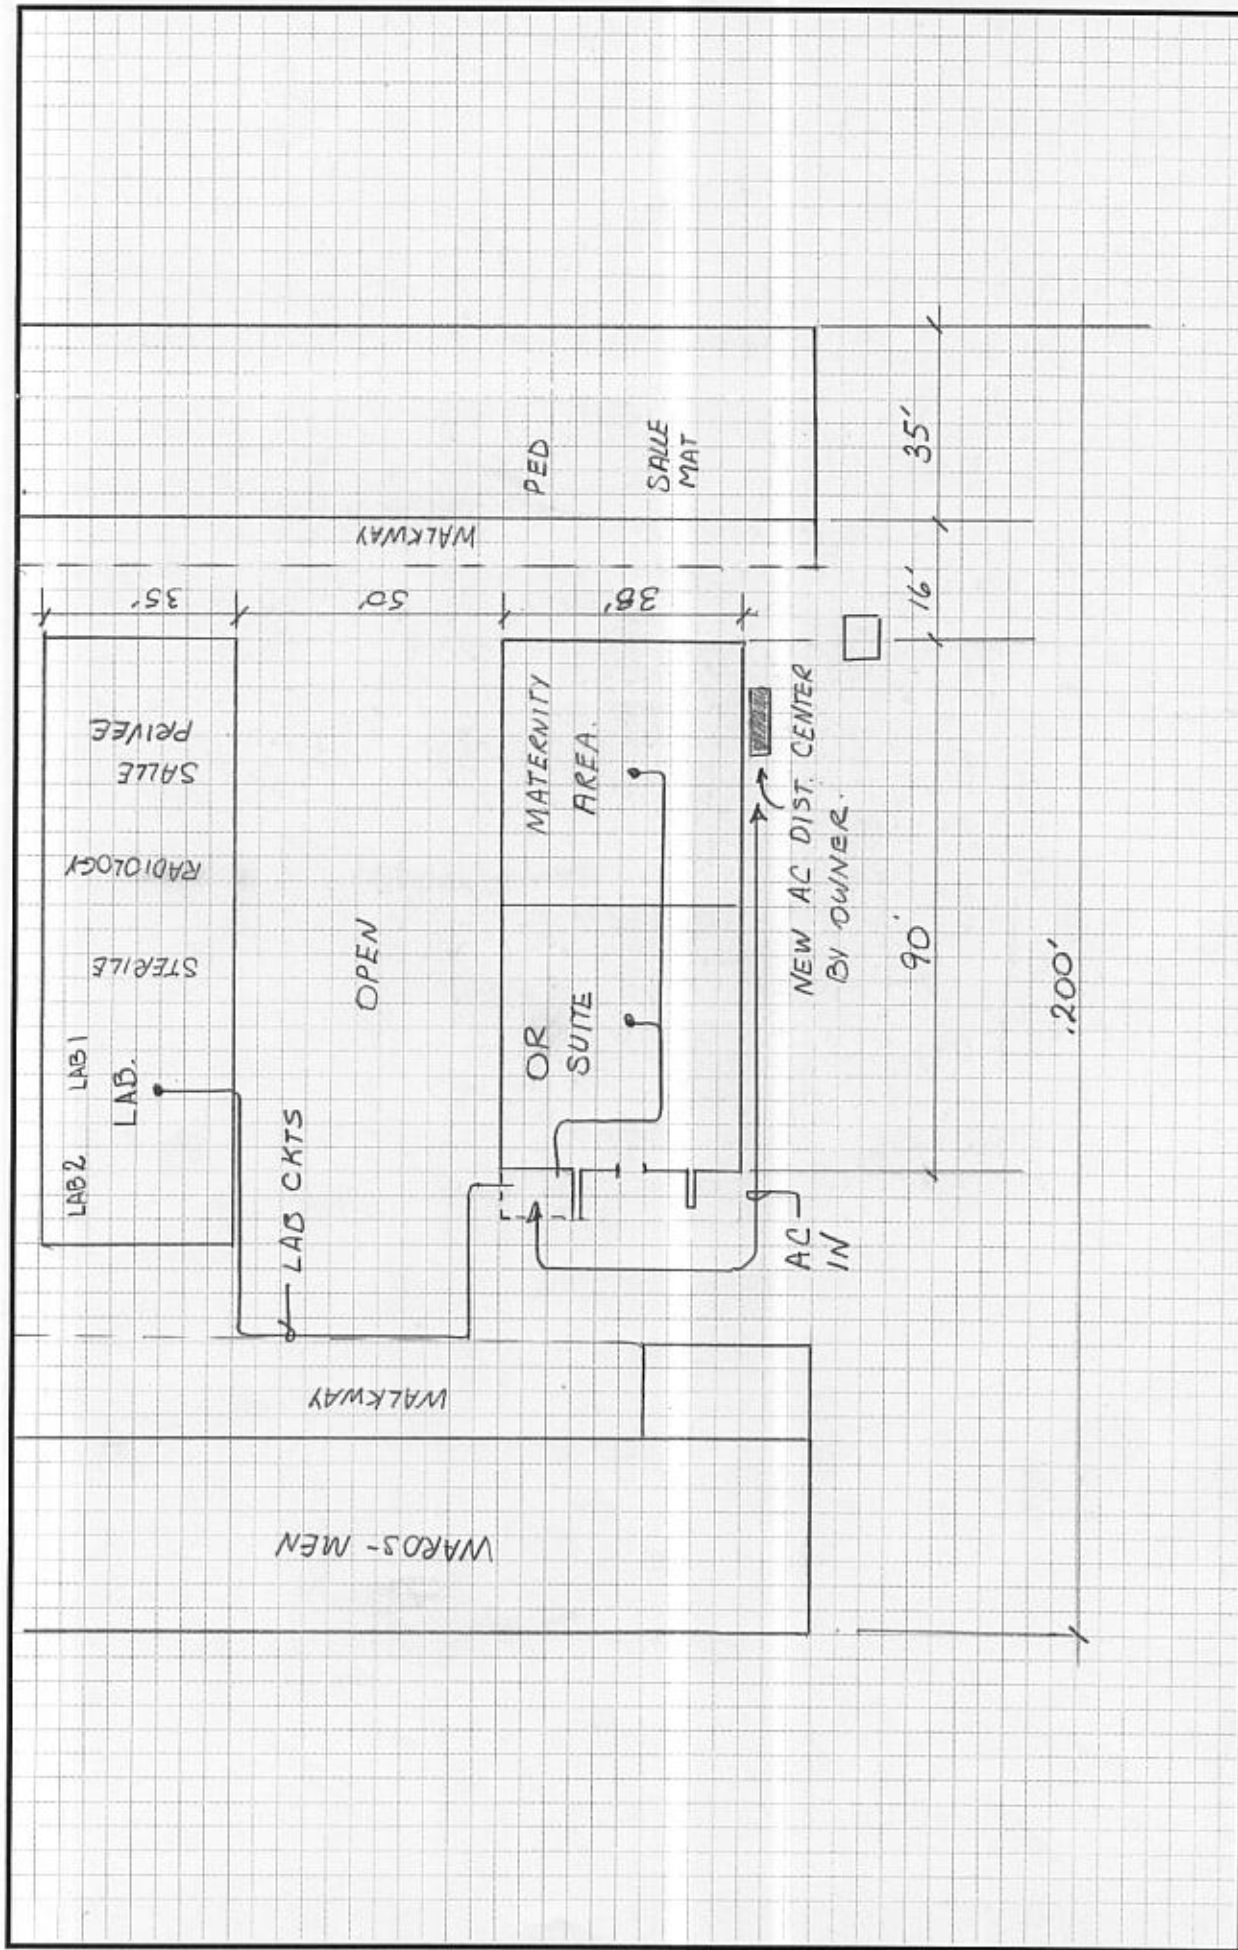 LAB 2
LAB 1
LAB.
STERILE
RADIOLOGY
SALLE
PRIVEE
35'
LAB CKTS
OPEN
50'
WALKWAY
WALKWAY
WARDS - MEN
OR
SUITE
MATERNITY
AREA.
38'
PED
SALLE
MAT
AC
IN
NEW AC DIST. CENTER
BY OWNER.
90'
16'
35'
200'